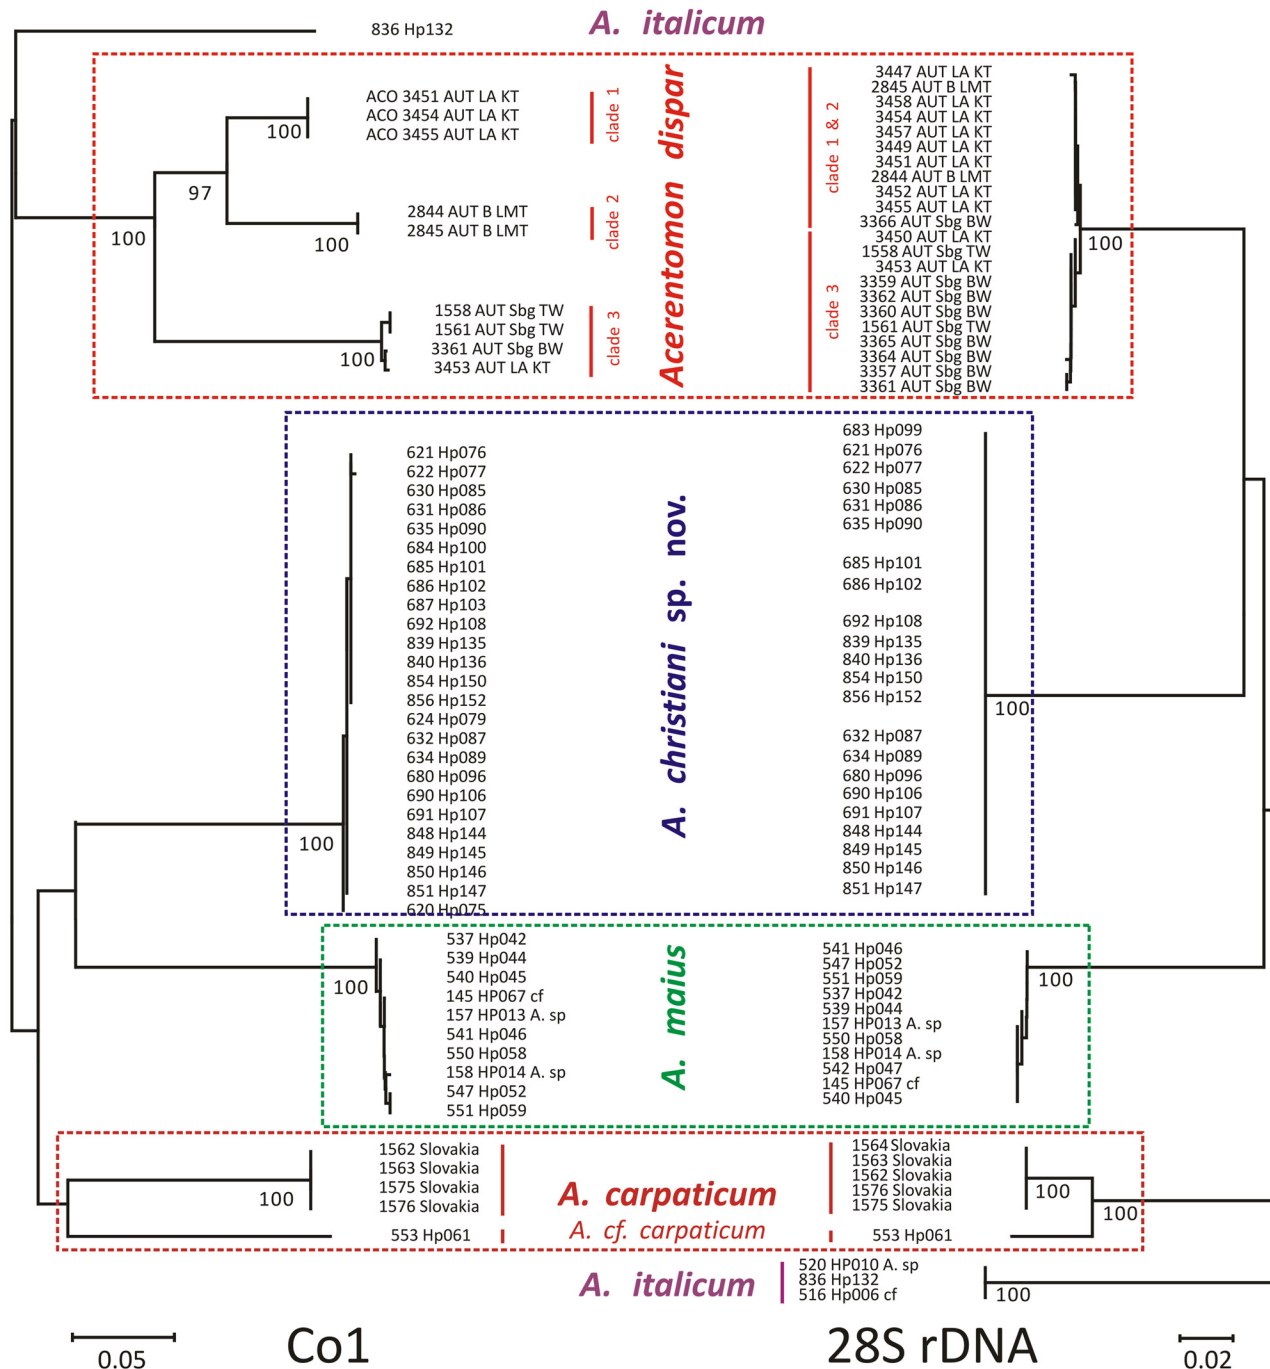 836 Hp132
A. italicum
ACO 3451 AUT LA KT
ACO 3454 AUT LA KT
ACO 3455 AUT LA KT
100
clade 1
97
2844 AUT B LMT
2845 AUT B LMT
100
clade 2
100
1558 AUT Sbg TW
1561 AUT Sbg TW
3361 AUT Sbg BW
3453 AUT LA KT
100
clade 3
Acerentomon dispar
clade 1 & 2
clade 3
3447 AUT LA KT
2845 AUT B LMT
3458 AUT LA KT
3454 AUT LA KT
3457 AUT LA KT
3449 AUT LA KT
3451 AUT LA KT
2844 AUT B LMT
3452 AUT LA KT
3455 AUT LA KT
3366 AUT Sbg BW
3450 AUT LA KT
1558 AUT Sbg TW
3453 AUT LA KT
3359 AUT Sbg BW
3362 AUT Sbg BW
3360 AUT Sbg BW
1561 AUT Sbg TW
3365 AUT Sbg BW
3364 AUT Sbg BW
3357 AUT Sbg BW
3361 AUT Sbg BW
100
621 Hp076
622 Hp077
630 Hp085
631 Hp086
635 Hp090
684 Hp100
685 Hp101
686 Hp102
687 Hp103
692 Hp108
839 Hp135
840 Hp136
854 Hp150
856 Hp152
624 Hp079
632 Hp087
634 Hp089
680 Hp096
690 Hp106
691 Hp107
848 Hp144
849 Hp145
850 Hp146
851 Hp147
620 Hp075
100
A. christiani sp. nov.
683 Hp099
621 Hp076
622 Hp077
630 Hp085
631 Hp086
635 Hp090
685 Hp101
686 Hp102
692 Hp108
839 Hp135
840 Hp136
854 Hp150
856 Hp152
632 Hp087
634 Hp089
680 Hp096
690 Hp106
691 Hp107
848 Hp144
849 Hp145
850 Hp146
851 Hp147
100
537 Hp042
539 Hp044
540 Hp045
145 HP067 cf
157 HP013 A. sp
541 Hp046
550 Hp058
158 HP014 A. sp
547 Hp052
551 Hp059
100
A. maius
541 Hp046
547 Hp052
551 Hp059
537 Hp042
539 Hp044
157 HP013 A. sp
550 Hp058
158 HP014 A. sp
542 Hp047
145 HP067 cf
540 Hp045
100
1562 Slovakia
1563 Slovakia
1575 Slovakia
1576 Slovakia
100
553 Hp061
A. carpaticum
A. cf. carpaticum
1564 Slovakia
1563 Slovakia
1562 Slovakia
1576 Slovakia
1575 Slovakia
100
100
553 Hp061
A. italicum
520 HP010 A. sp
836 Hp132
516 Hp006 cf
100
0.05
Co1
28S rDNA
0.02